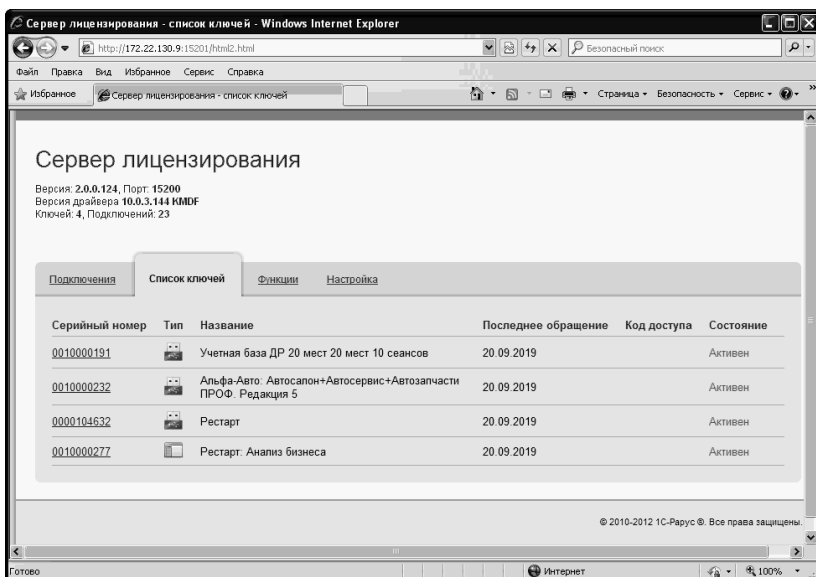 Сервер лицензирования - список ключей - Windows Internet Explorer
http://172.22.130.9:15201/html2.html
Безопасный поиск
Файл Правка Вид Избранное Сервис Справка
Избранное Сервер лицензирования - список ключей Страница Безопасность Сервис
Сервер лицензирования
Версия: 2.0.0.124, Порт: 15200
Версия драйвера 10.0.3.144 KMDF
Ключей: 4, Подключений: 23
Подключения Список ключей Функции Настройка
Серийный номер Тип Название Последнее обращение Код доступа Состояние
0010000191 Учетная база ДР 20 мест 20 мест 10 сеансов 20.09.2019 Активен
0010000232 Альфа-Авто: Автосалон+Автосервис+Автозапчасти ПРОФ. Редакция 5 20.09.2019 Активен
0000104632 Рестарт 20.09.2019 Активен
0010000277 Рестарт: Анализ бизнеса 20.09.2019 Активен
© 2010-2012 1С-Рарус ®. Все права защищены.
Готово Интернет 100%